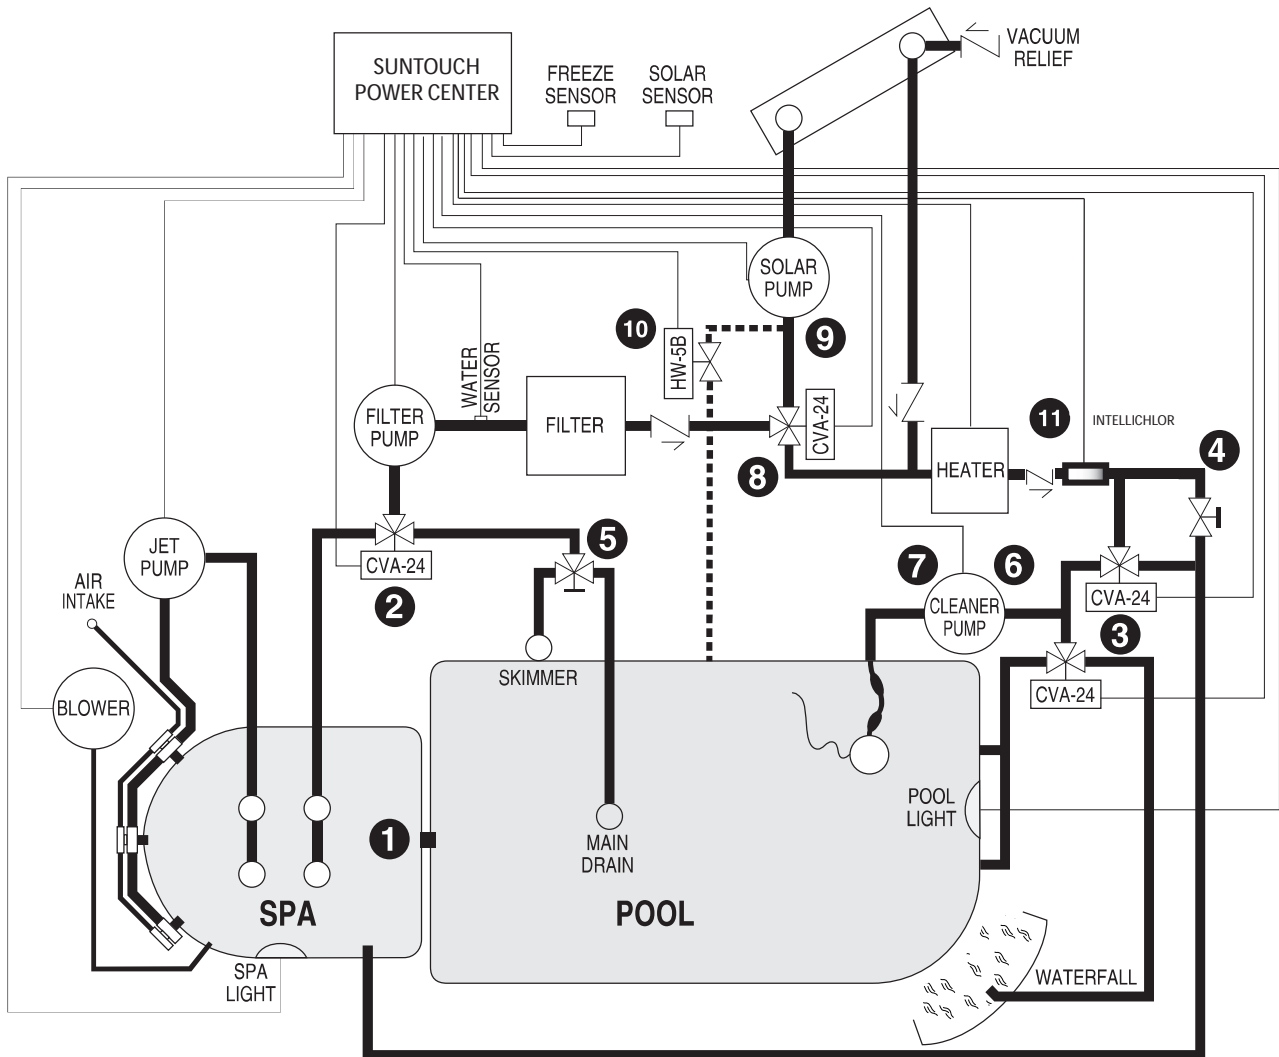 SUNTOUCH
POWER CENTER
FREEZE
SENSOR
SOLAR
SENSOR
VACUUM
RELIEF
SOLAR
PUMP
10
9
HW-5B
WATER
SENSOR
FILTER
PUMP
FILTER
CVA-24
11
INTELLICHLOR
4
8
HEATER
JET
PUMP
5
CVA-24
2
7
6
CLEANER
PUMP
CVA-24
3
AIR
INTAKE
SKIMMER
CVA-24
BLOWER
1
MAIN
DRAIN
POOL
LIGHT
SPA
POOL
SPA
LIGHT
WATERFALL